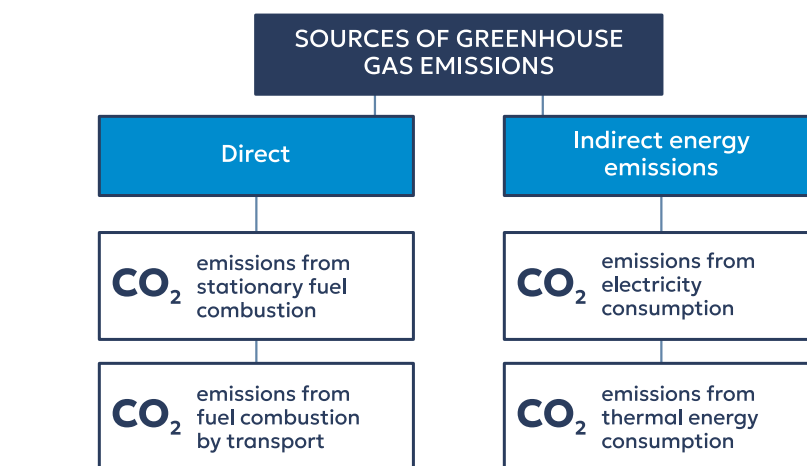 SOURCES OF GREENHOUSE
GAS EMISSIONS
Direct
CO₂
emissions from
stationary fuel
combustion
CO₂
emissions from
fuel combustion
by transport
Indirect energy
emissions
CO₂
emissions from
electricity
consumption
CO₂
emissions from
thermal energy
consumption